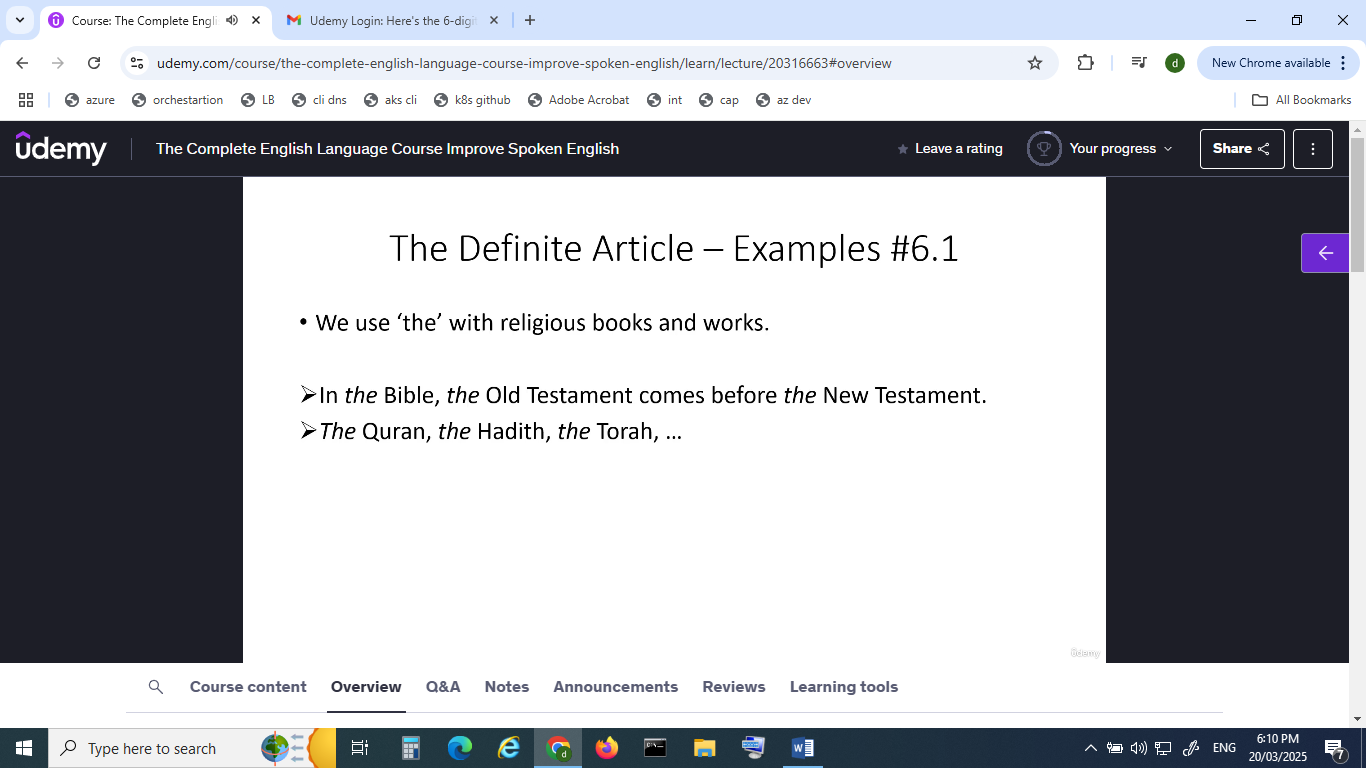 Course: The Complete Engli
Udemy Login: Here's the 6-digi
udemy.com/course/the-complete-english-language-course-improve-spoken-english/learn/lecture/20316663#overview
d
New Chrome available
azure
orchestartion
LB
cli dns
aks cli
k8s github
Adobe Acrobat
int
cap
az dev
All Bookmarks
ûdemy
The Complete English Language Course Improve Spoken English
Leave a rating
Your progress
Share
The Definite Article – Examples #6.1
• We use ‘the’ with religious books and works.
➢In the Bible, the Old Testament comes before the New Testament.
➢The Quran, the Hadith, the Torah, …
ûdemy
Course content
Overview
Q&A
Notes
Announcements
Reviews
Learning tools
Type here to search
d
ENG
6:10 PM
20/03/2025
7